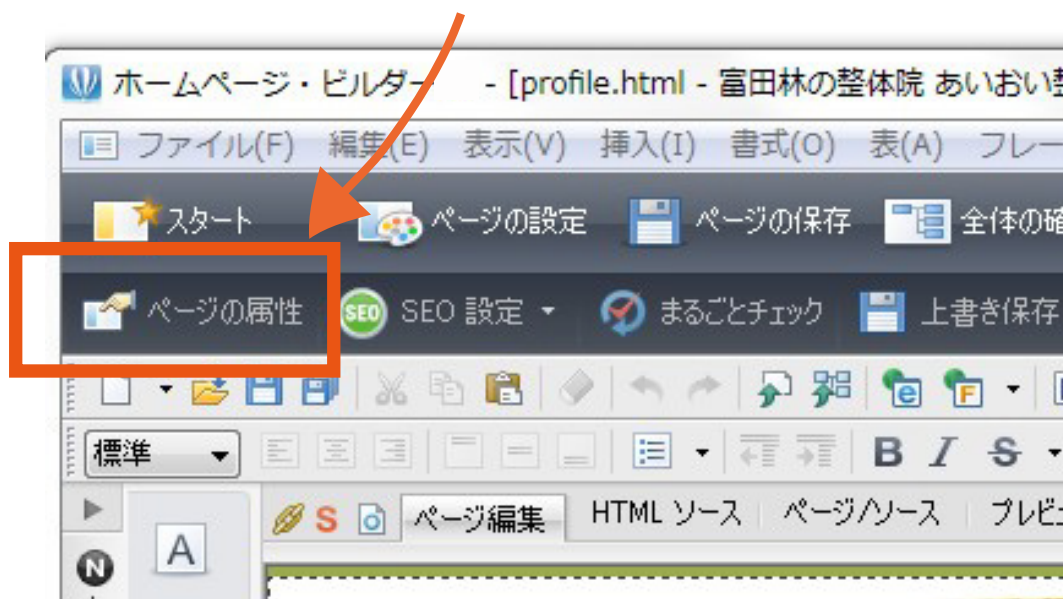 ホームページ・ビルダー - [profile.html - 富田林の整体院 あいおい整
ファイル(F) 編集(E) 表示(V) 挿入(I) 書式(O) 表(A) フレー
スタート ページの設定 ページの保存 全体の確
ページの属性 SEO SEO 設定 まるごとチェック 上書き保存
標準 B I S
S ページ編集 HTML ソース ページ/ソース プレビュ
A
N